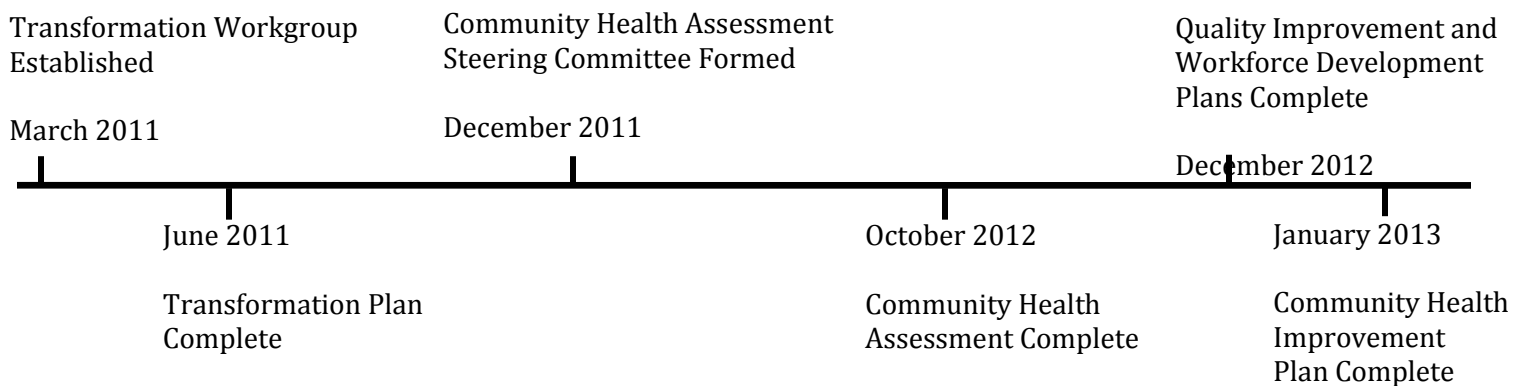 Transformation Workgroup
Established
March 2011
Community Health Assessment
Steering Committee Formed
December 2011
Quality Improvement and
Workforce Development
Plans Complete
December 2012
June 2011
Transformation Plan
Complete
October 2012
Community Health
Assessment Complete
January 2013
Community Health
Improvement
Plan Complete